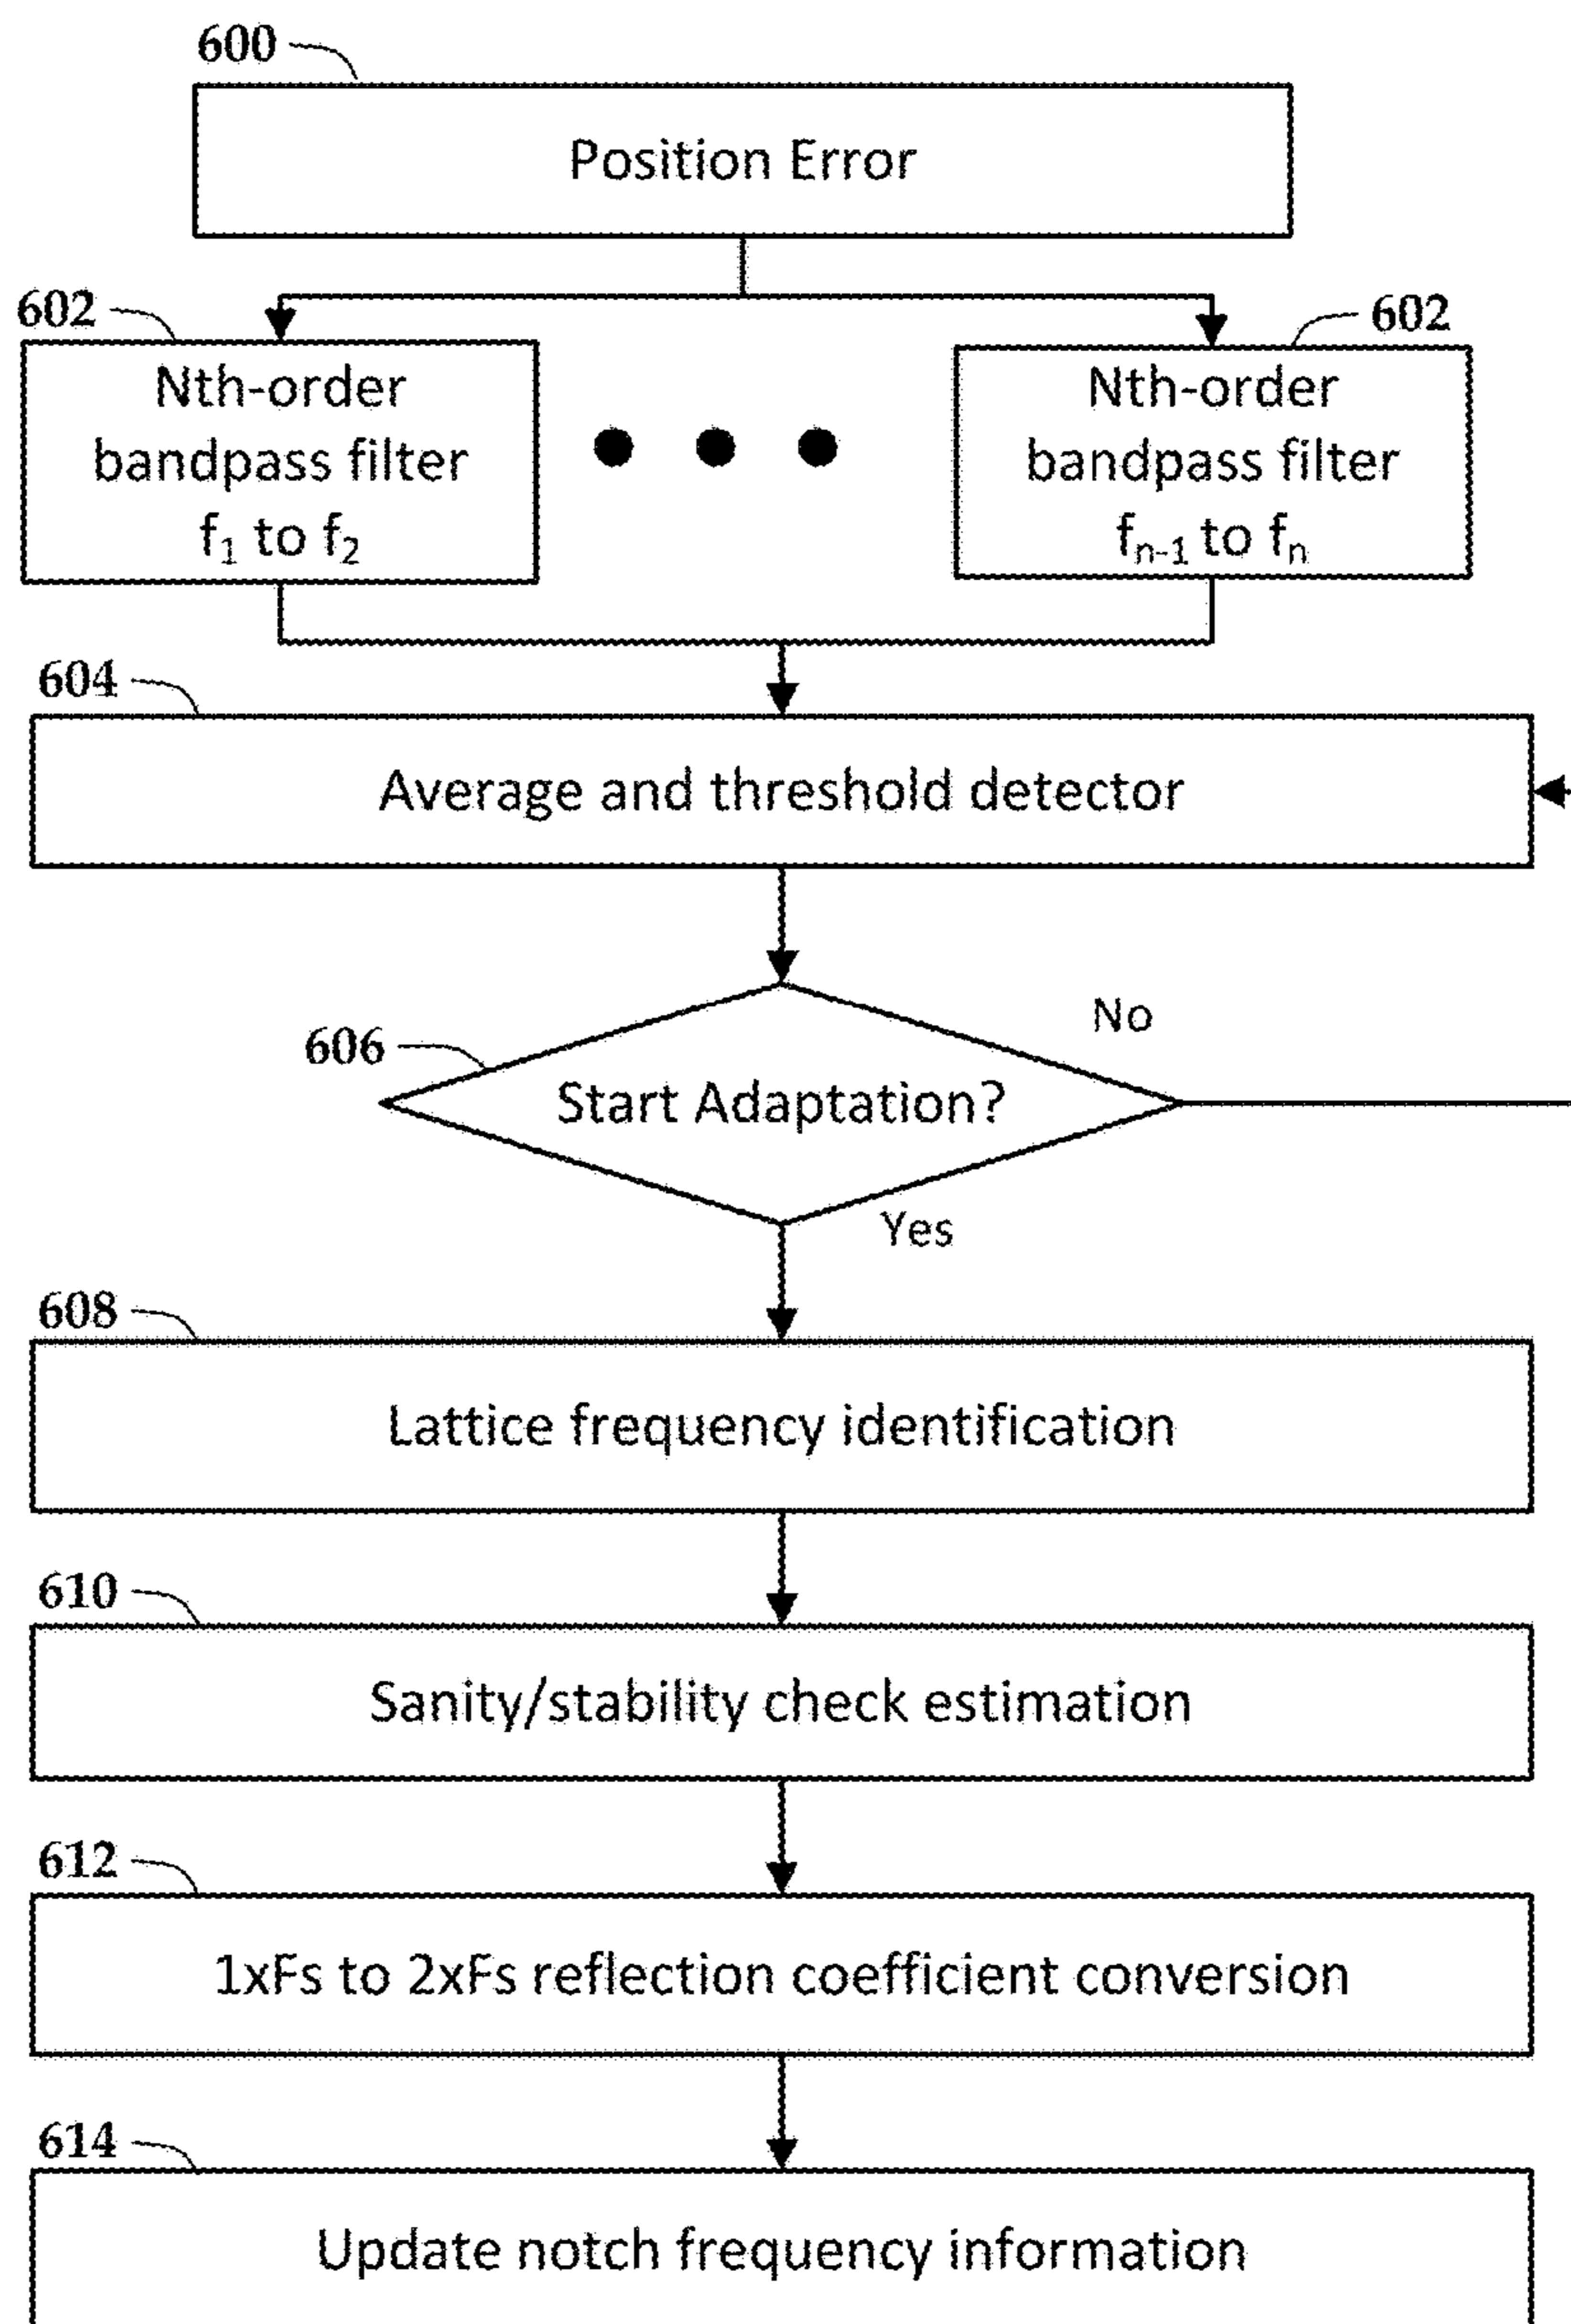 600
Position Error
602
602
Nth-order
bandpass filter
f₁ to f₂
Nth-order
bandpass filter
fₙ₋₁ to fₙ
604
Average and threshold detector
No
606
Start Adaptation?
Yes
608
Lattice frequency identification
610
Sanity/stability check estimation
612
1xFs to 2xFs reflection coefficient conversion
614
Update notch frequency information